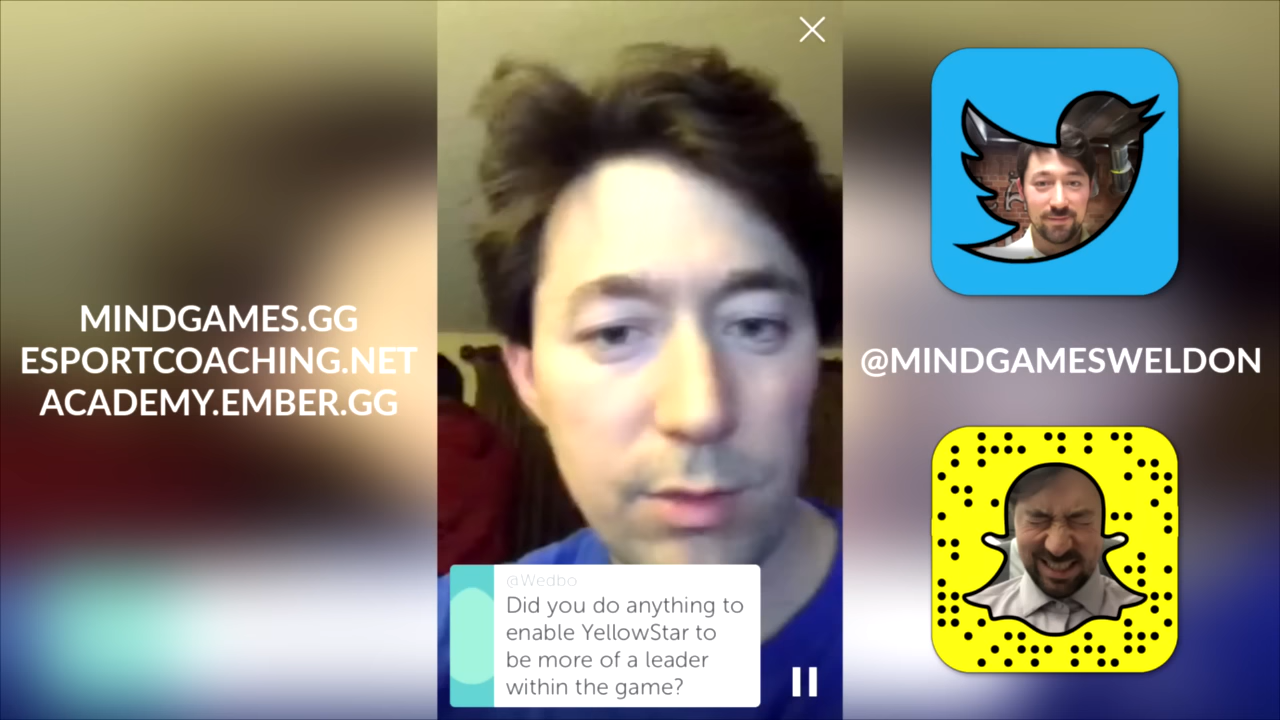 MINDGAMES.GG
ESPORTCOACHING.NET
ACADEMY.EMBER.GG
@Wedbo
Did you do anything to
enable YellowStar to
be more of a leader
within the game?
@MINDGAMESWELDON